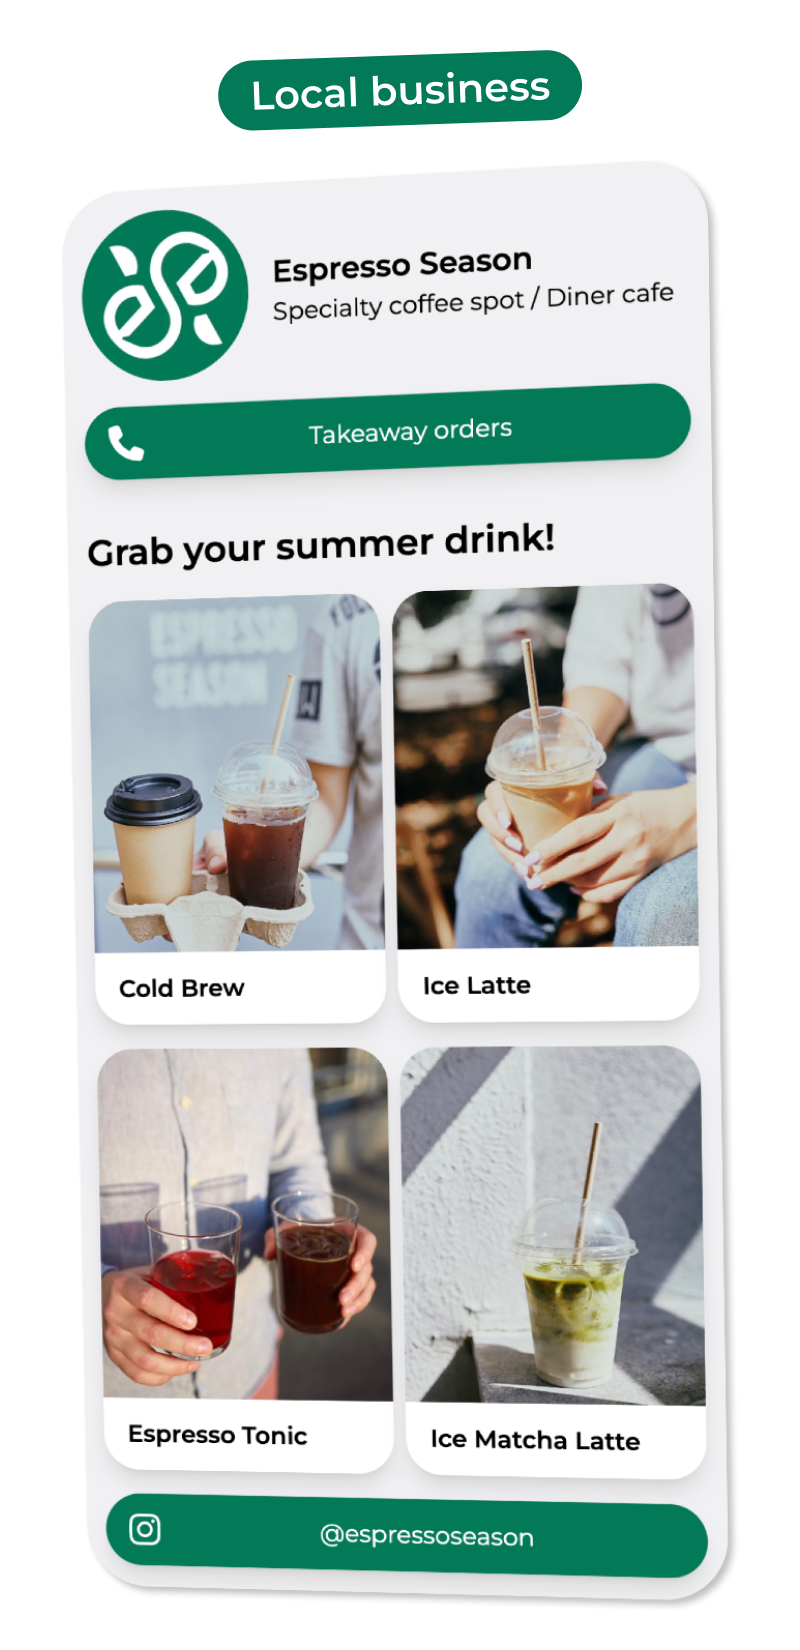 Local business
Espresso Season
Specialty coffee spot / Diner cafe
Takeaway orders
Grab your summer drink!
ESPRESSO
SEASON
Cold Brew
Ice Latte
Espresso Tonic
Ice Matcha Latte
@espressoseason